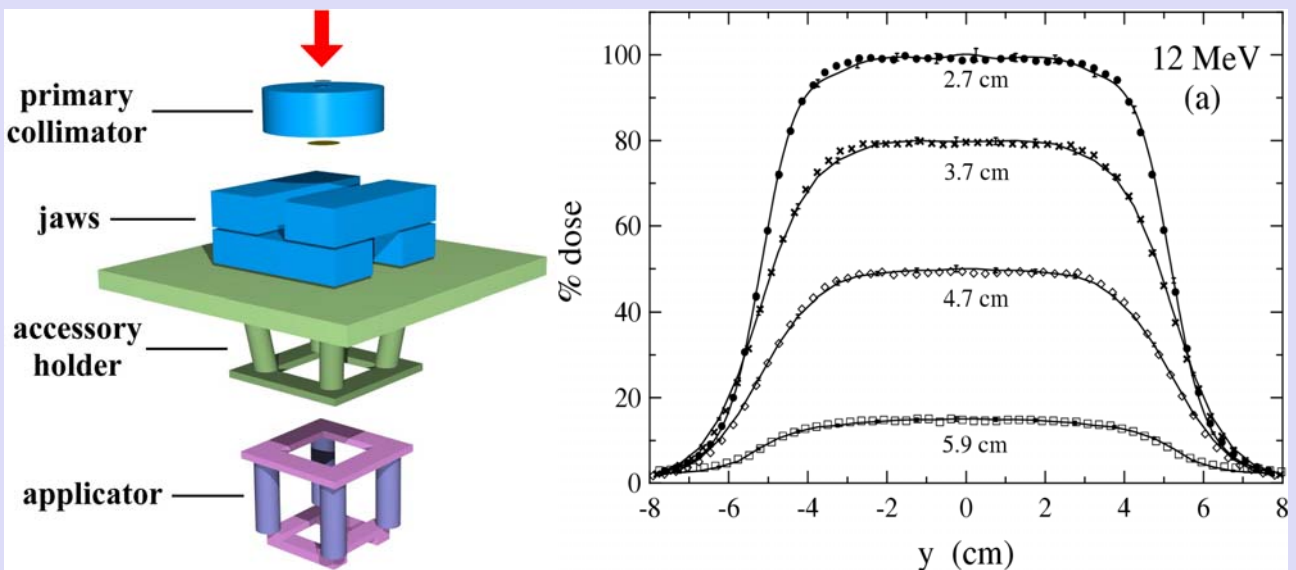 primary
collimator
jaws
accessory
holder
applicator
12 MeV
(a)
2.7 cm
3.7 cm
4.7 cm
5.9 cm
% dose
100
80
60
40
20
0
-8
-6
-4
-2
0
2
4
6
8
y (cm)